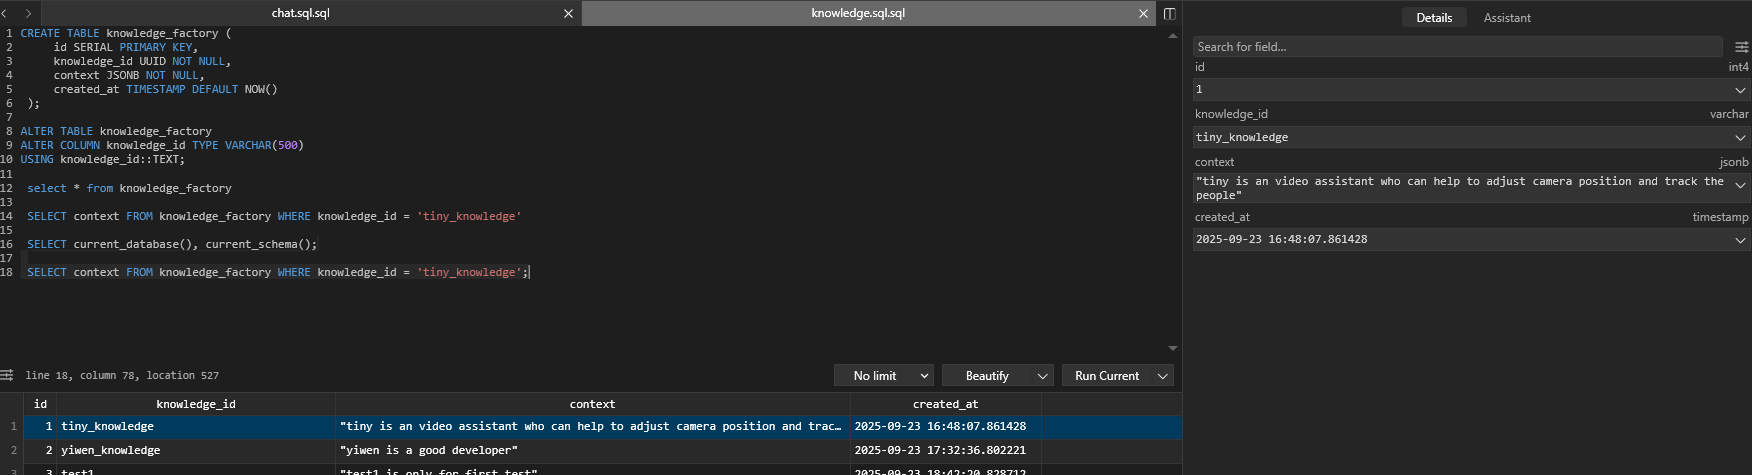 chat.sql.sql
knowledge.sql.sql
Details
Assistant
1 CREATE TABLE knowledge_factory (
2 id SERIAL PRIMARY KEY,
3 knowledge_id UUID NOT NULL,
4 context JSONB NOT NULL,
5 created_at TIMESTAMP DEFAULT NOW()
6 );
7
8 ALTER TABLE knowledge_factory
9 ALTER COLUMN knowledge_id TYPE VARCHAR(500)
10 USING knowledge_id::TEXT;
11
12 select * from knowledge_factory
13
14 SELECT context FROM knowledge_factory WHERE knowledge_id = 'tiny_knowledge'
15
16 SELECT current_database(), current_schema();
17
18 SELECT context FROM knowledge_factory WHERE knowledge_id = 'tiny_knowledge';
Search for field...
id int4
1
knowledge_id varchar
tiny_knowledge
context jsonb
"tiny is an video assistant who can help to adjust camera position and track the
people"
created_at timestamp
2025-09-23 16:48:07.861428
line 18, column 78, location 527
No limit
Beautify
Run Current
id knowledge_id context created_at
1 1 tiny_knowledge "tiny is an video assistant who can help to adjust camera position and trac… 2025-09-23 16:48:07.861428
2 2 yiwen_knowledge "yiwen is a good developer" 2025-09-23 17:32:36.802221
3 3 test1 "test1 is only for first test" 2025-09-23 18:42:20.828712